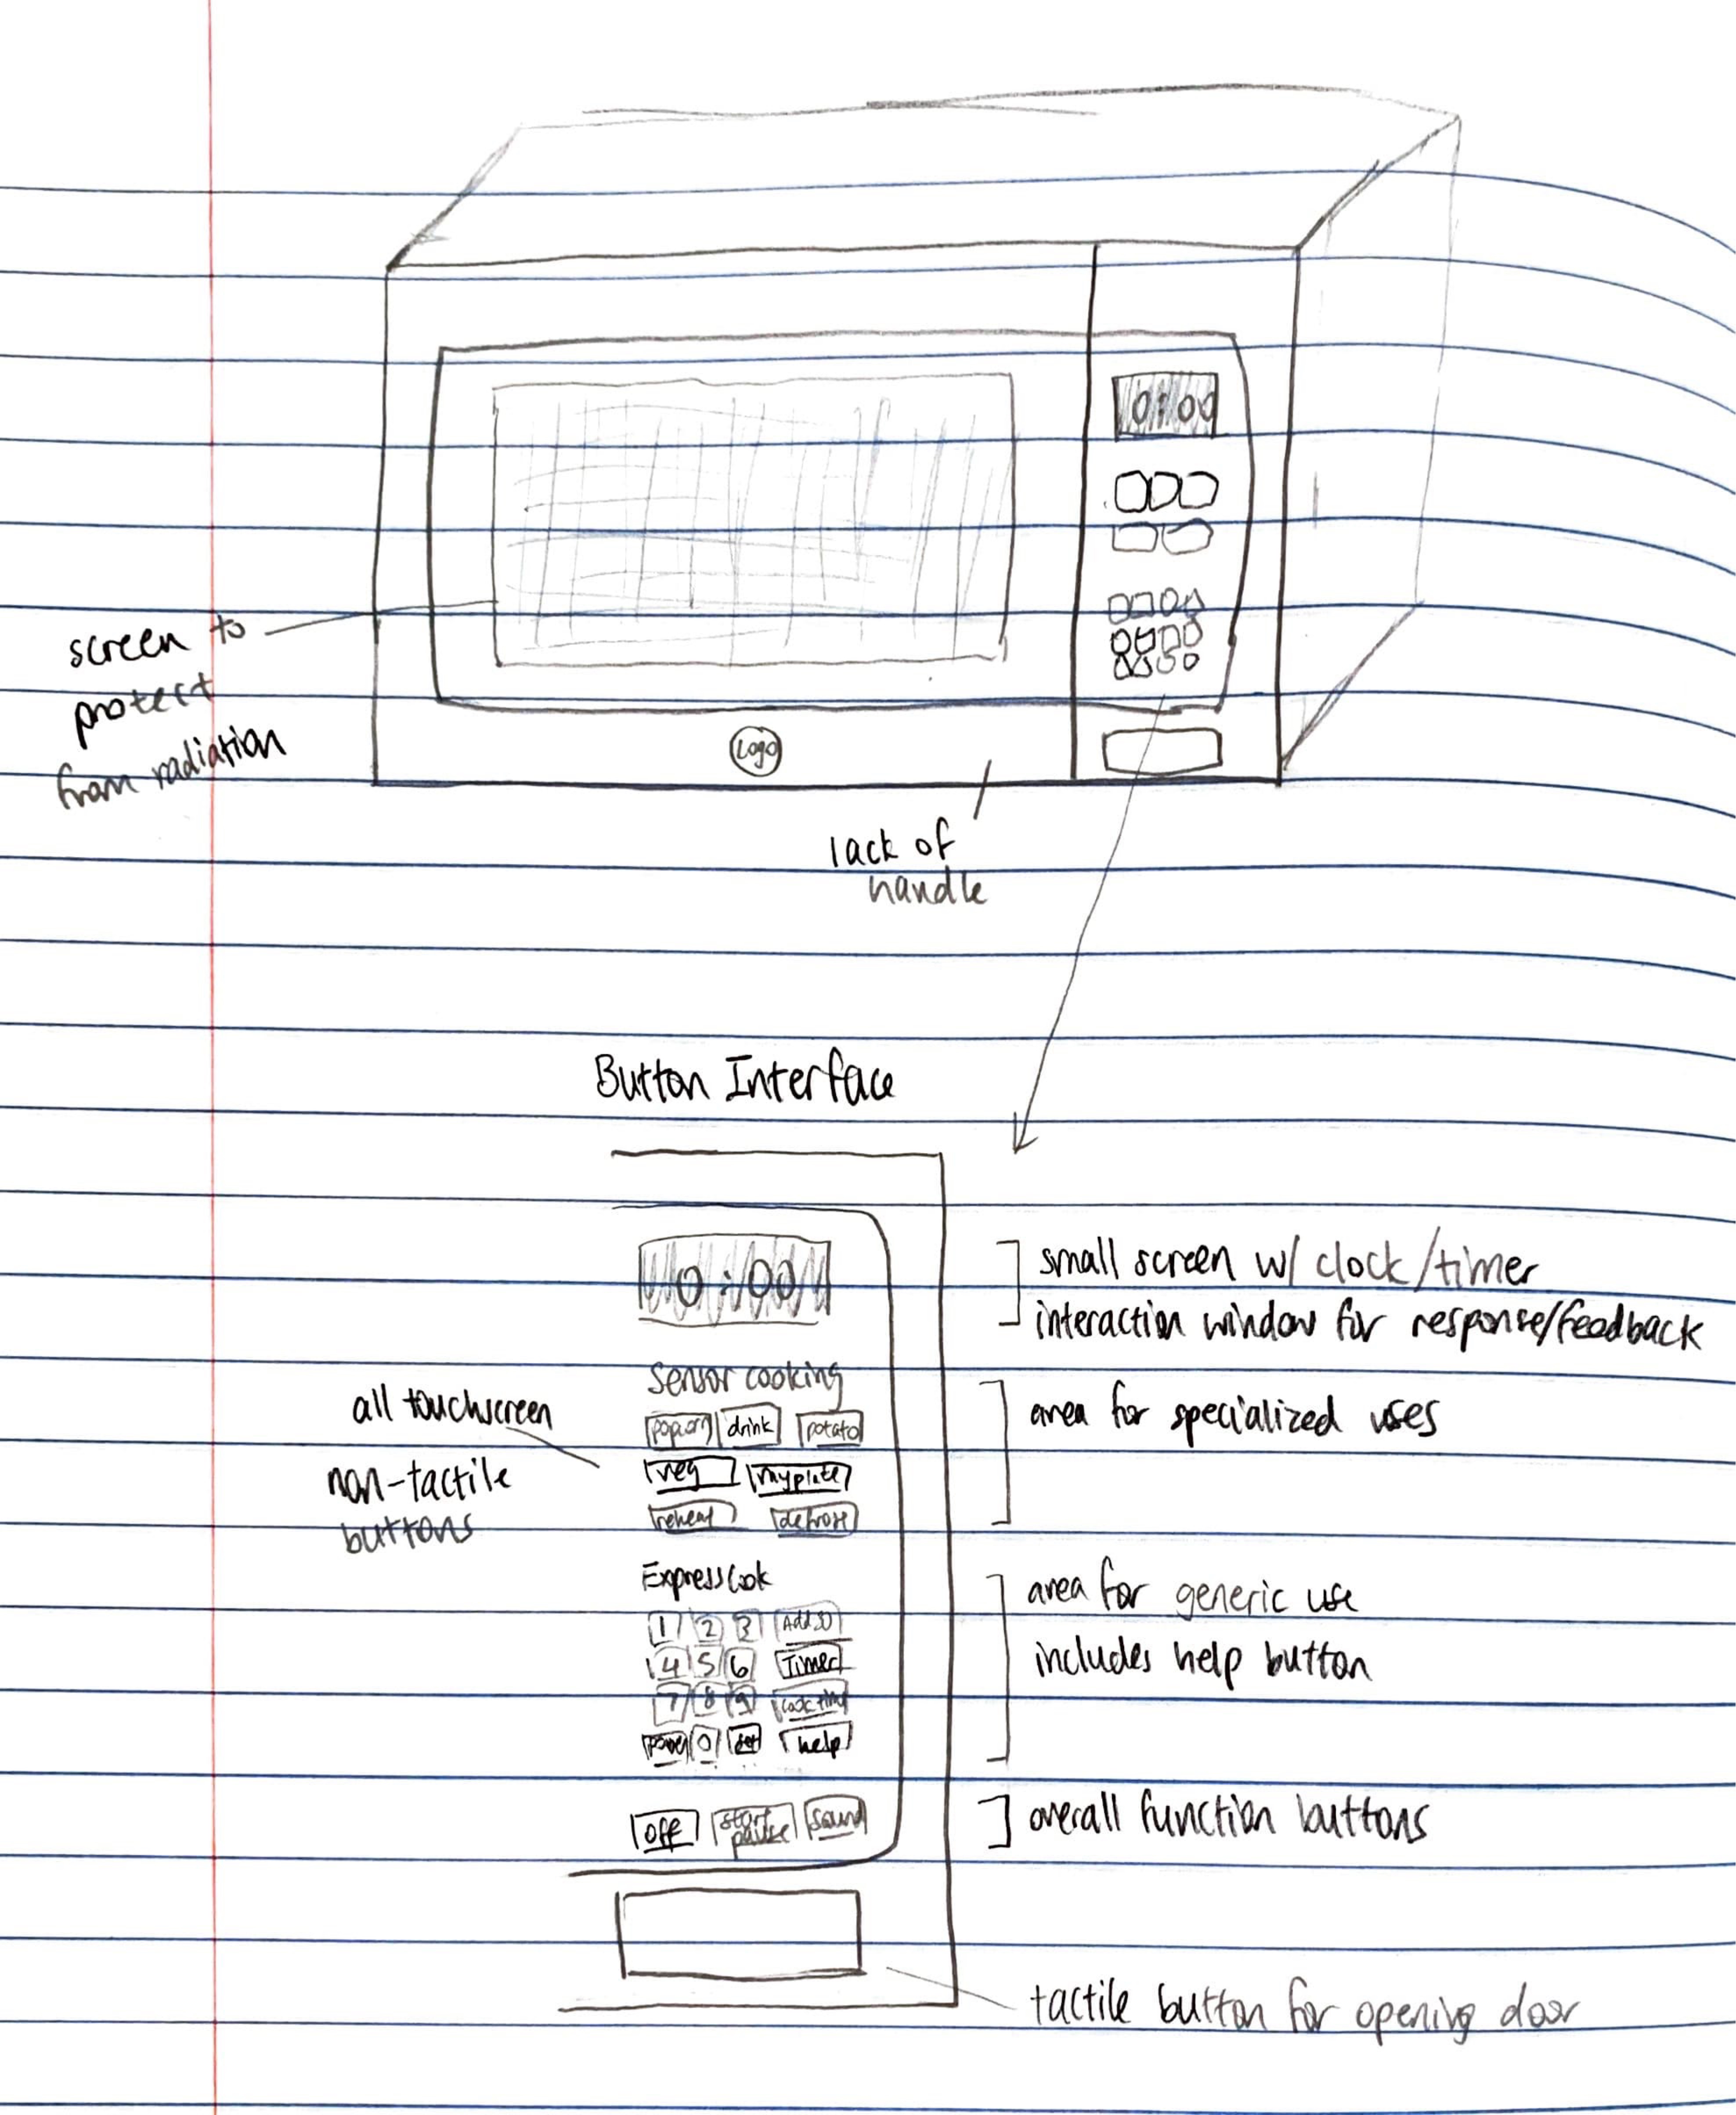 0:00
screen to
protect
from radiation
Logo
lack of
handle
Button Interface
0:00
small screen w/ clock/timer
interaction window for response/feedback
Sensor cooking
popcorn drink potato
veg myplate
reheat defrost
all touchscreen
non-tactile
buttons
area for specialized uses
Express Cook
1 2 3 Add 30
4 5 6 Timer
7 8 9 cook time
power 0 help
area for generic use
includes help button
off start pause sound
overall function buttons
tactile button for opening door